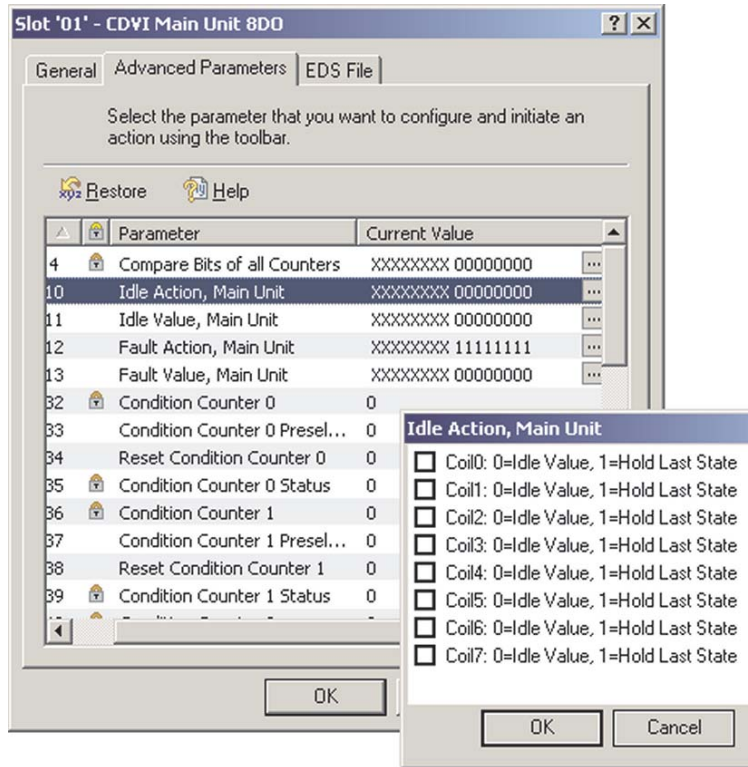 Slot '01' - CDVI Main Unit 8DO
General Advanced Parameters EDS File
Select the parameter that you want to configure and initiate an
action using the toolbar.
Restore Help
Parameter Current Value
4 Compare Bits of all Counters XXXXXXXX 00000000 ...
10 Idle Action, Main Unit XXXXXXXX 00000000 ...
11 Idle Value, Main Unit XXXXXXXX 00000000 ...
12 Fault Action, Main Unit XXXXXXXX 11111111 ...
13 Fault Value, Main Unit XXXXXXXX 00000000 ...
32 Condition Counter 0 0
33 Condition Counter 0 Presel... 0
34 Reset Condition Counter 0 0
35 Condition Counter 0 Status 0
36 Condition Counter 1 0
37 Condition Counter 1 Presel... 0
38 Reset Condition Counter 1 0
39 Condition Counter 1 Status 0
OK
Idle Action, Main Unit
Coil0: 0=Idle Value, 1=Hold Last State
Coil1: 0=Idle Value, 1=Hold Last State
Coil2: 0=Idle Value, 1=Hold Last State
Coil3: 0=Idle Value, 1=Hold Last State
Coil4: 0=Idle Value, 1=Hold Last State
Coil5: 0=Idle Value, 1=Hold Last State
Coil6: 0=Idle Value, 1=Hold Last State
Coil7: 0=Idle Value, 1=Hold Last State
OK Cancel